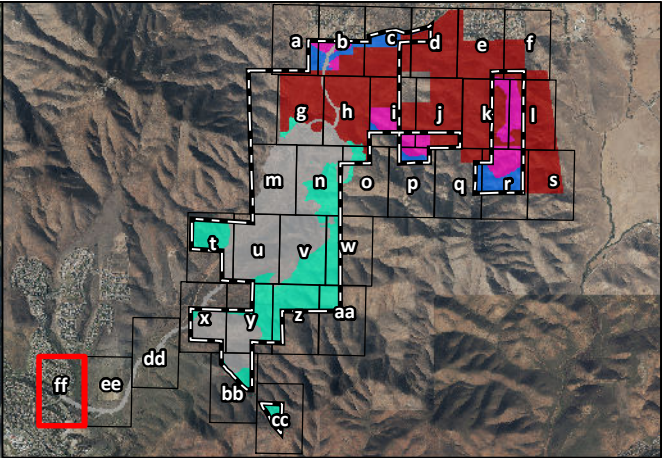 a b c d e f
g h i j k l
m n o p q r s
t u v w
x y z aa
dd
ff ee
bb
cc